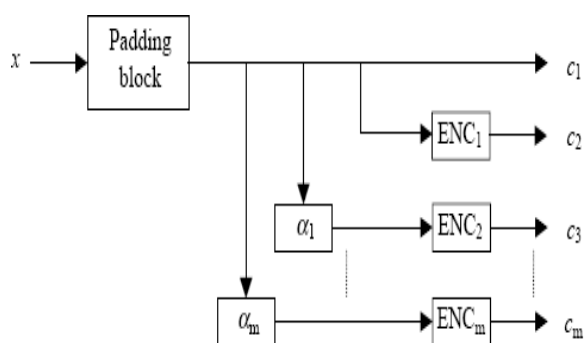 x
Padding
block
c₁
ENC₁
c₂
α₁
ENC₂
c₃
αₘ
ENCₘ
cₘ